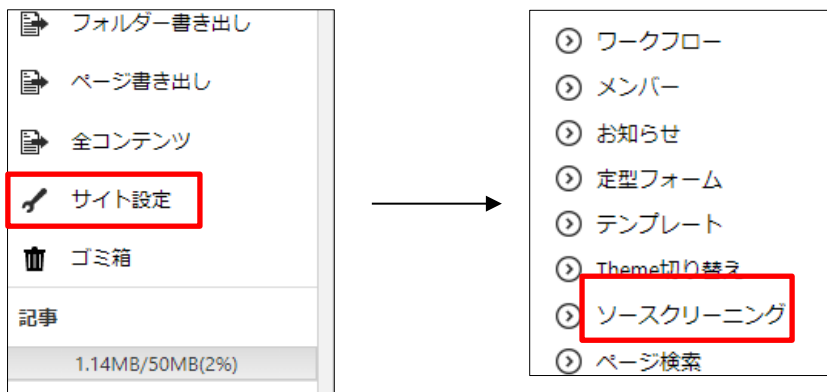 フォルダー書き出し
ページ書き出し
全コンテンツ
サイト設定
ゴミ箱
記事
1.14MB/50MB(2%)
ワークフロー
メンバー
お知らせ
定型フォーム
テンプレート
Theme切り替え
ソースクリーニング
ページ検索